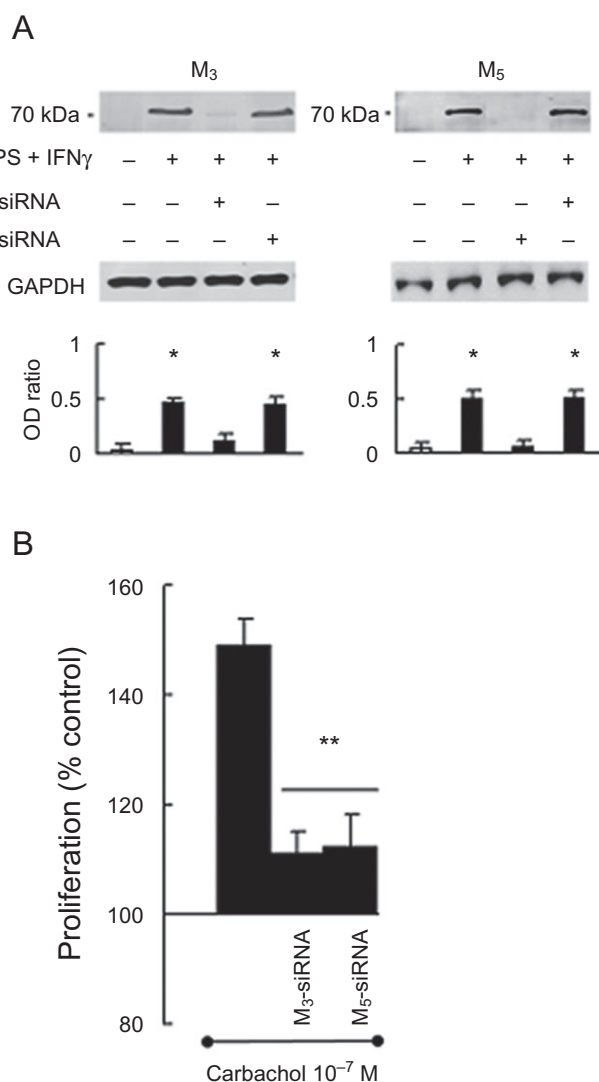 A
M₃ M₅
70 kDa 70 kDa
PS + IFNγ – + + + – + + +
siRNA – – + – – – – +
siRNA – – – + – – + –
GAPDH
1 * * 1 * *
OD ratio 0.5 0.5
0 0
B
160
140
**
120
100
80
Proliferation (% control)
M₃-siRNA M₅-siRNA
Carbachol 10⁻⁷ M